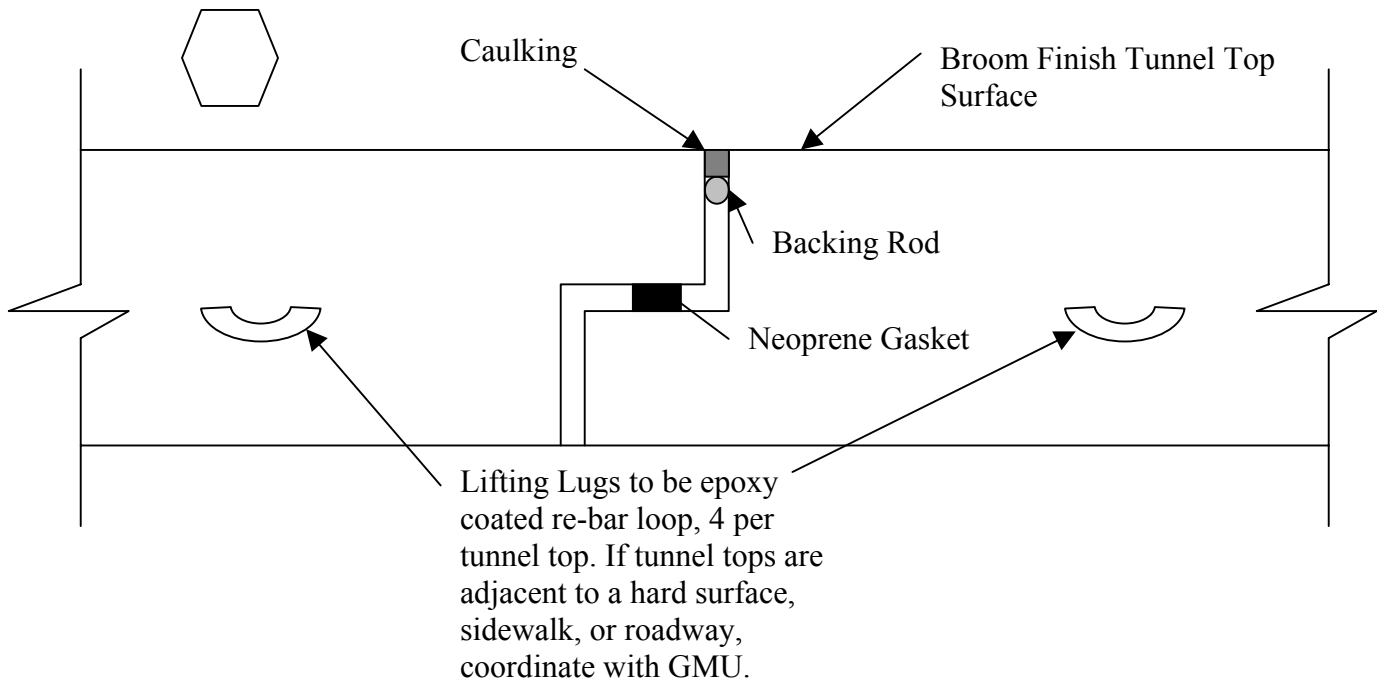 Caulking
Broom Finish Tunnel Top
Surface
Backing Rod
Neoprene Gasket
Lifting Lugs to be epoxy
coated re-bar loop, 4 per
tunnel top. If tunnel tops are
adjacent to a hard surface,
sidewalk, or roadway,
coordinate with GMU.